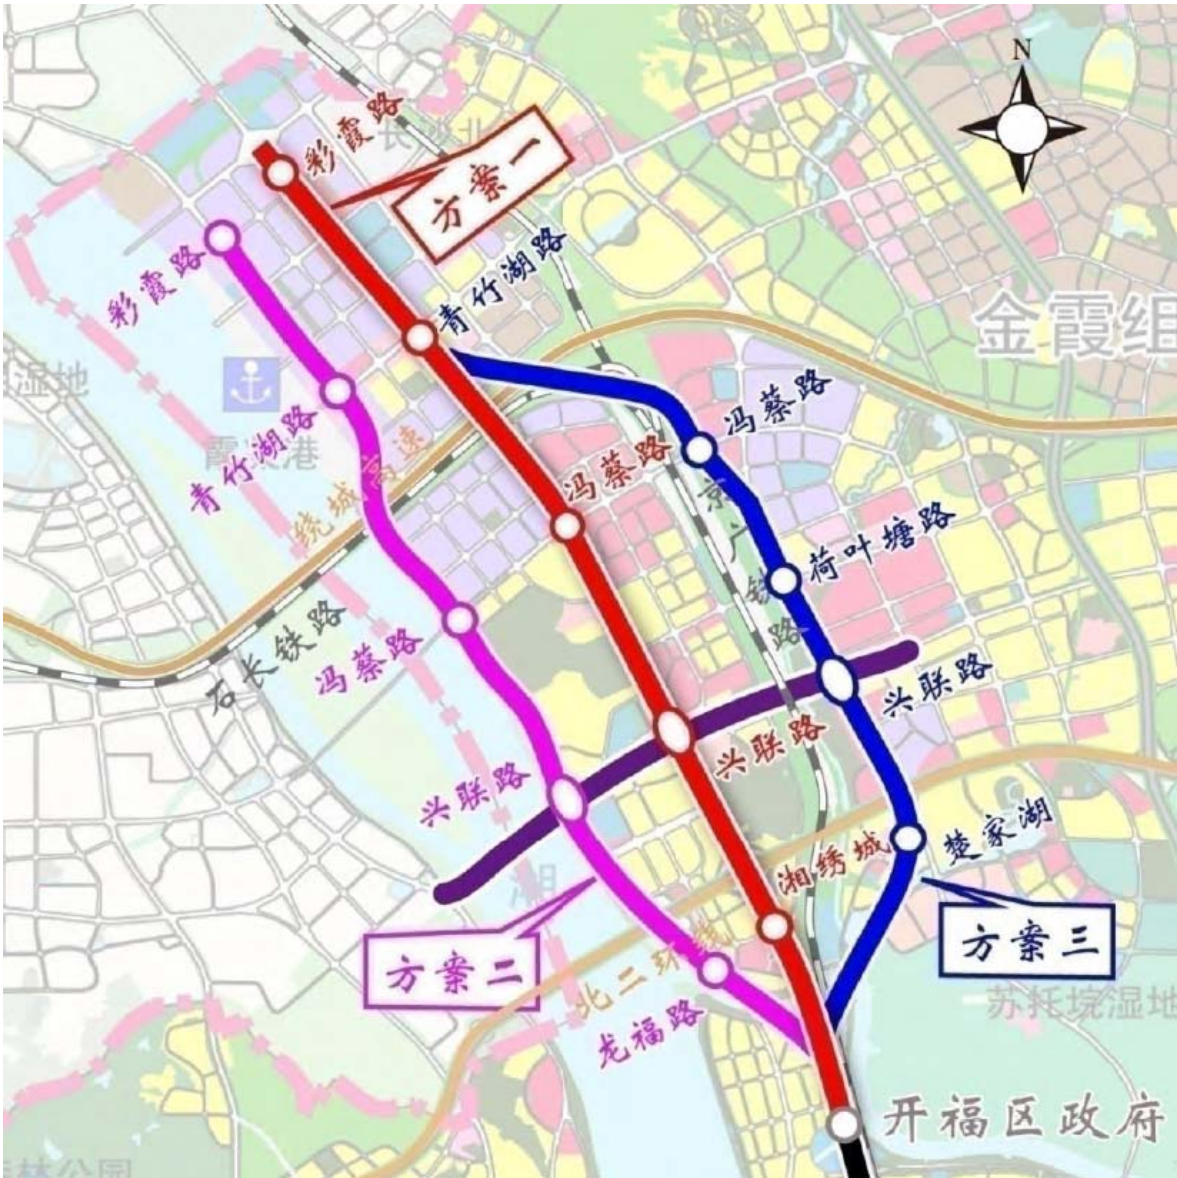 N
彩霞路
长沙北
方案一
彩霞路
青竹湖路
金霞组
湿地
青竹湖路
霞凝港
绕城高速
冯蔡路
冯蔡路
京广铁路
荷叶塘路
石长铁路
冯蔡路
兴联路
兴联路
兴联路
湘绣城
楚家湖
方案二
方案三
北二环线
龙福路
苏托垸湿地
开福区政府
林公园